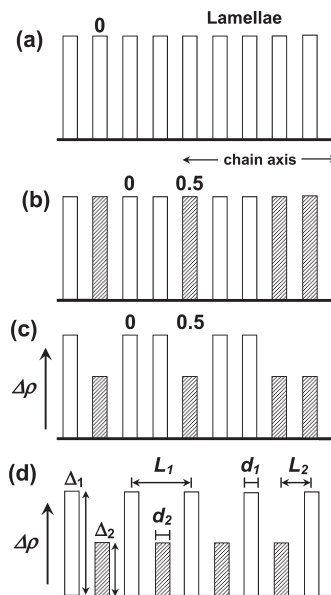 Lamellae
(a)
0
chain axis
(b)
0 0.5
(c)
0 0.5
Δρ
(d)
Δ1 L1 d1 L2
Δ2 d2
Δρ